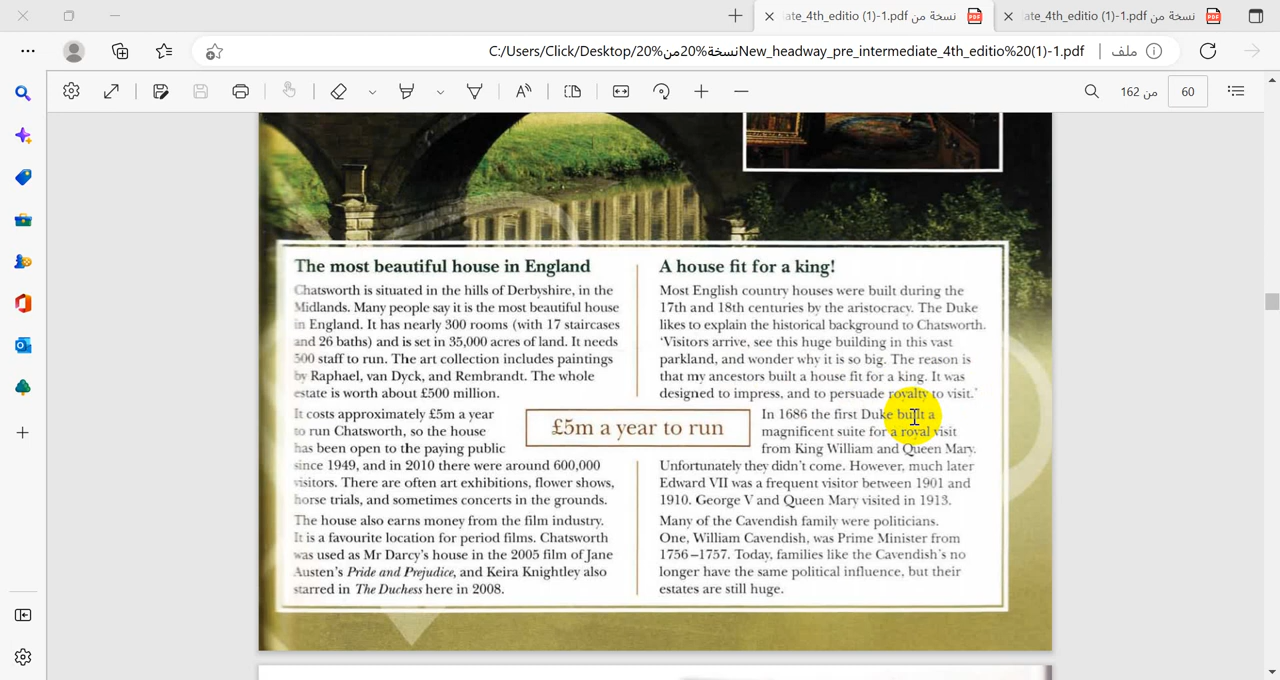 نسخة من ate_4th_editio (1)-1.pdf
نسخة من ate_4th_editio (1)-1.pdf
C:/Users/Click/Desktop/20%نسخة%20من%20New_headway_pre_intermediate_4th_editio%20(1)-1.pdf
ملف
60
من 162
The most beautiful house in England
Chatsworth is situated in the hills of Derbyshire, in the
Midlands. Many people say it is the most beautiful house
in England. It has nearly 300 rooms (with 17 staircases
and 26 baths) and is set in 35,000 acres of land. It needs
500 staff to run. The art collection includes paintings
by Raphael, van Dyck, and Rembrandt. The whole
estate is worth about £500 million.
It costs approximately £5m a year
to run Chatsworth, so the house
has been open to the paying public
since 1949, and in 2010 there were around 600,000
visitors. There are often art exhibitions, flower shows,
horse trials, and sometimes concerts in the grounds.
The house also earns money from the film industry.
It is a favourite location for period films. Chatsworth
was used as Mr Darcy's house in the 2005 film of Jane
Austen's Pride and Prejudice, and Keira Knightley also
starred in The Duchess here in 2008.
£5m a year to run
A house fit for a king!
Most English country houses were built during the
17th and 18th centuries by the aristocracy. The Duke
likes to explain the historical background to Chatsworth.
'Visitors arrive, see this huge building in this vast
parkland, and wonder why it is so big. The reason is
that my ancestors built a house fit for a king. It was
designed to impress, and to persuade royalty to visit.'
In 1686 the first Duke built a
magnificent suite for a royal visit
from King William and Queen Mary.
Unfortunately they didn't come. However, much later
Edward VII was a frequent visitor between 1901 and
1910. George V and Queen Mary visited in 1913.
Many of the Cavendish family were politicians.
One, William Cavendish, was Prime Minister from
1756–1757. Today, families like the Cavendish's no
longer have the same political influence, but their
estates are still huge.